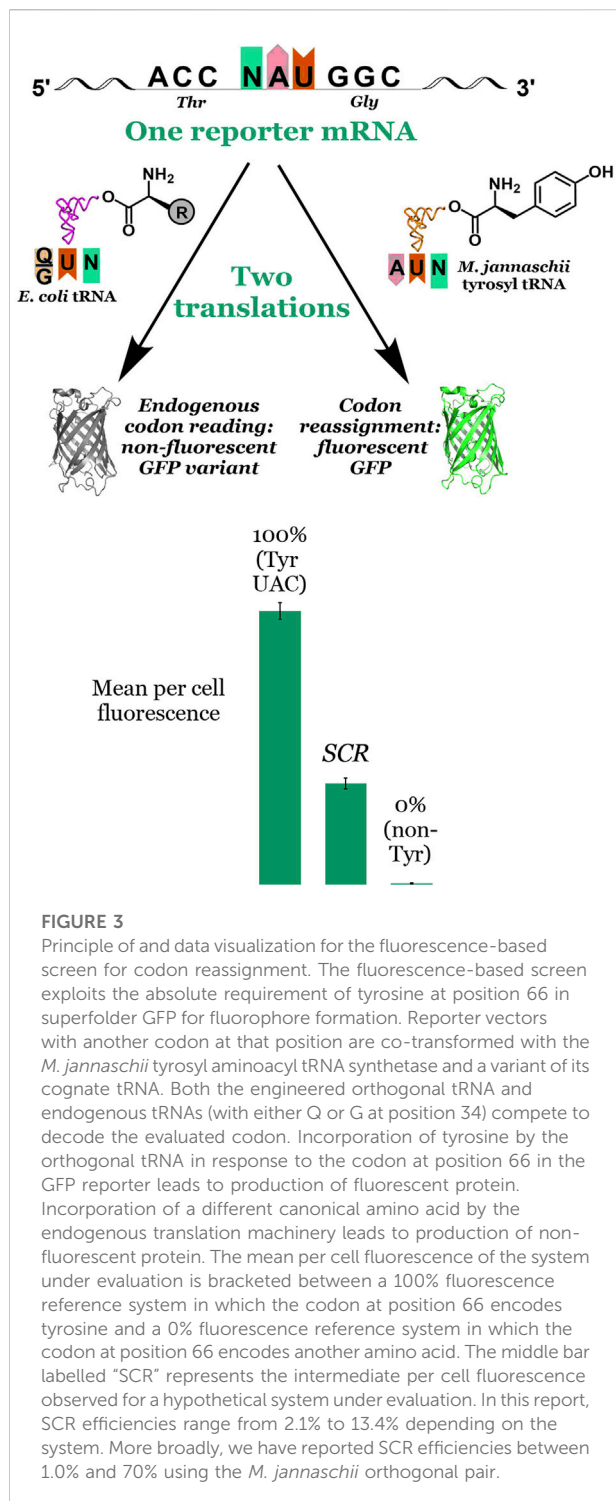 5' ACC NAU GGC 3'
Thr Gly
One reporter mRNA
NH₂
O
O
R
Q
G
U N
E. coli tRNA
OH
NH₂
O
O
A U N
M. jannaschii
tyrosyl tRNA
Two
translations
Endogenous
codon reading:
non-fluorescent
GFP variant
Codon
reassignment:
fluorescent
GFP
100%
(Tyr
UAC)
Mean per cell
fluorescence
SCR
0%
(non-
Tyr)
FIGURE 3
Principle of and data visualization for the fluorescence-based
screen for codon reassignment. The fluorescence-based screen
exploits the absolute requirement of tyrosine at position 66 in
superfolder GFP for fluorophore formation. Reporter vectors
with another codon at that position are co-transformed with the
M. jannaschii tyrosyl aminoacyl tRNA synthetase and a variant of its
cognate tRNA. Both the engineered orthogonal tRNA and
endogenous tRNAs (with either Q or G at position 34) compete to
decode the evaluated codon. Incorporation of tyrosine by the
orthogonal tRNA in response to the codon at position 66 in the
GFP reporter leads to production of fluorescent protein.
Incorporation of a different canonical amino acid by the
endogenous translation machinery leads to production of non-
fluorescent protein. The mean per cell fluorescence of the system
under evaluation is bracketed between a 100% fluorescence
reference system in which the codon at position 66 encodes
tyrosine and a 0% fluorescence reference system in which the
codon at position 66 encodes another amino acid. The middle bar
labelled "SCR" represents the intermediate per cell fluorescence
observed for a hypothetical system under evaluation. In this report,
SCR efficiencies range from 2.1% to 13.4% depending on the
system. More broadly, we have reported SCR efficiencies between
1.0% and 70% using the M. jannaschii orthogonal pair.